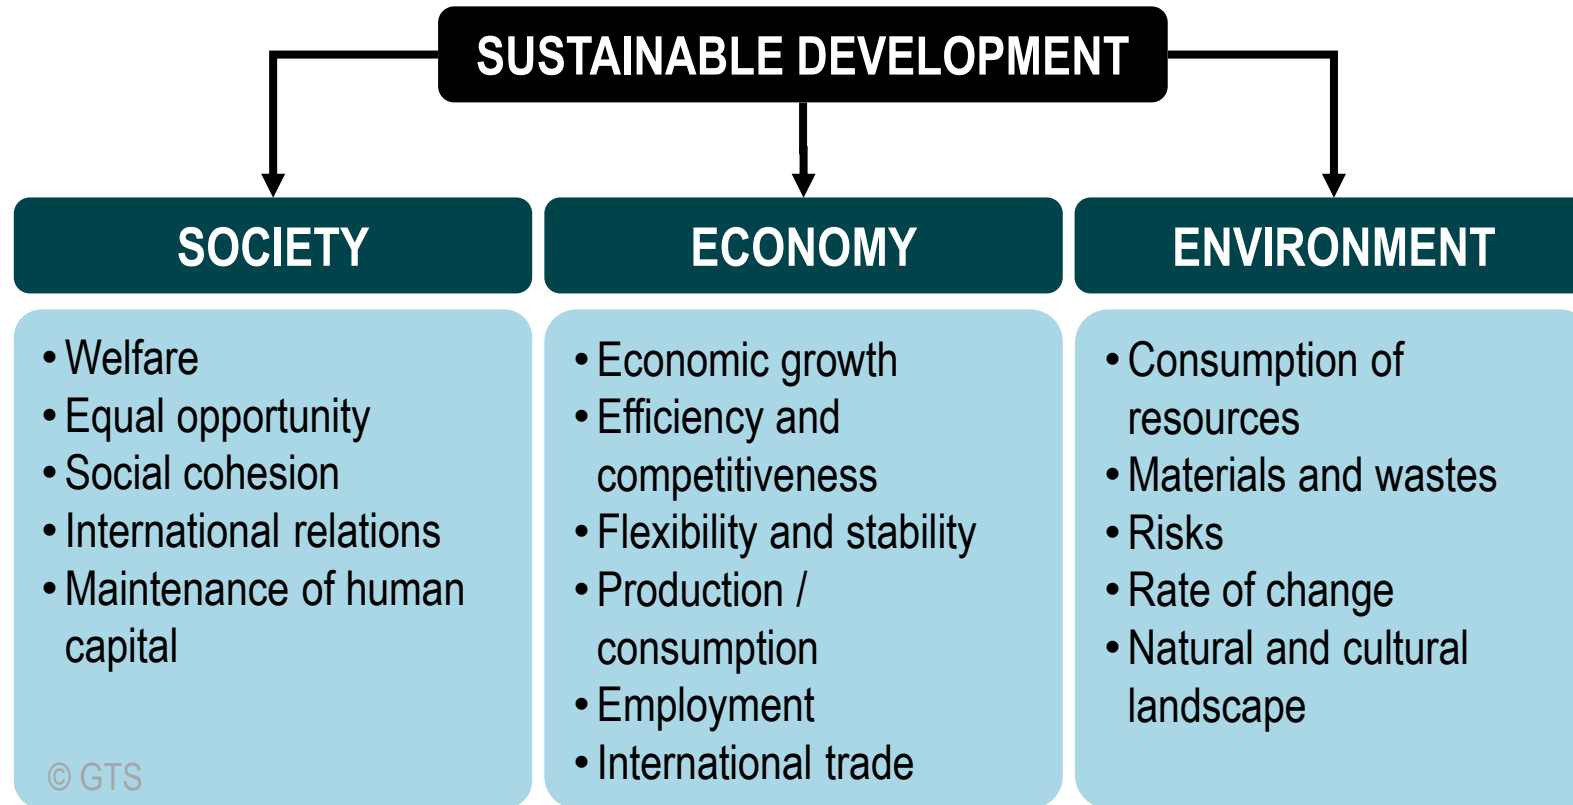 SUSTAINABLE DEVELOPMENT
SOCIETY
• Welfare
• Equal opportunity
• Social cohesion
• International relations
• Maintenance of human
capital
© GTS
ECONOMY
• Economic growth
• Efficiency and
competitiveness
• Flexibility and stability
• Production /
consumption
• Employment
• International trade
ENVIRONMENT
• Consumption of
resources
• Materials and wastes
• Risks
• Rate of change
• Natural and cultural
landscape